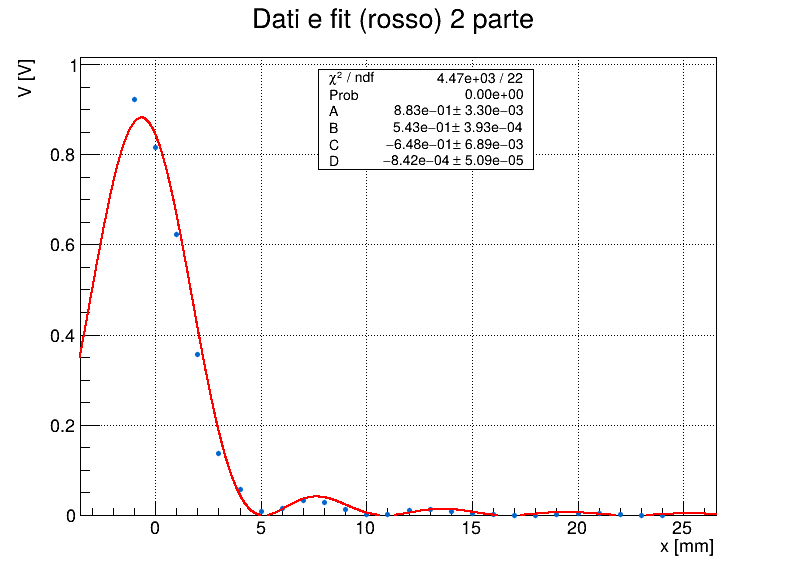 Dati e fit (rosso) 2 parte
V [V]
χ² / ndf 4.47e+03 / 22
Prob 0.00e+00
A 8.83e−01± 3.30e−03
B 5.43e−01± 3.93e−04
C −6.48e−01± 6.89e−03
D −8.42e−04 ± 5.09e−05
1
0.8
0.6
0.4
0.2
0
0 5 10 15 20 25
x [mm]